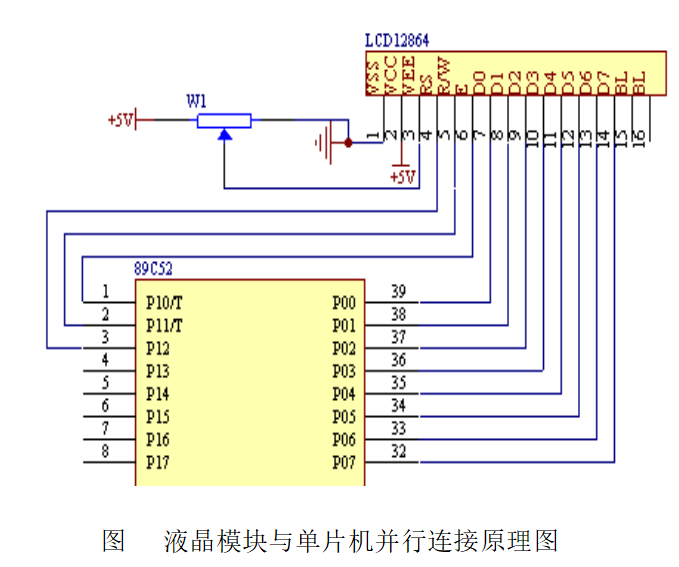 LCD12864
VSS VCC VEE RS R/W E D0 D1 D2 D3 D4 D5 D6 D7 BL BL
W1
+5V
1 2 3 4 5 6 7 8 9 10 11 12 13 14 15 16
+5V
89C52
1 P10/T P00 39
2 P11/T P01 38
3 P12 P02 37
4 P13 P03 36
5 P14 P04 35
6 P15 P05 34
7 P16 P06 33
8 P17 P07 32
图 液晶模块与单片机并行连接原理图